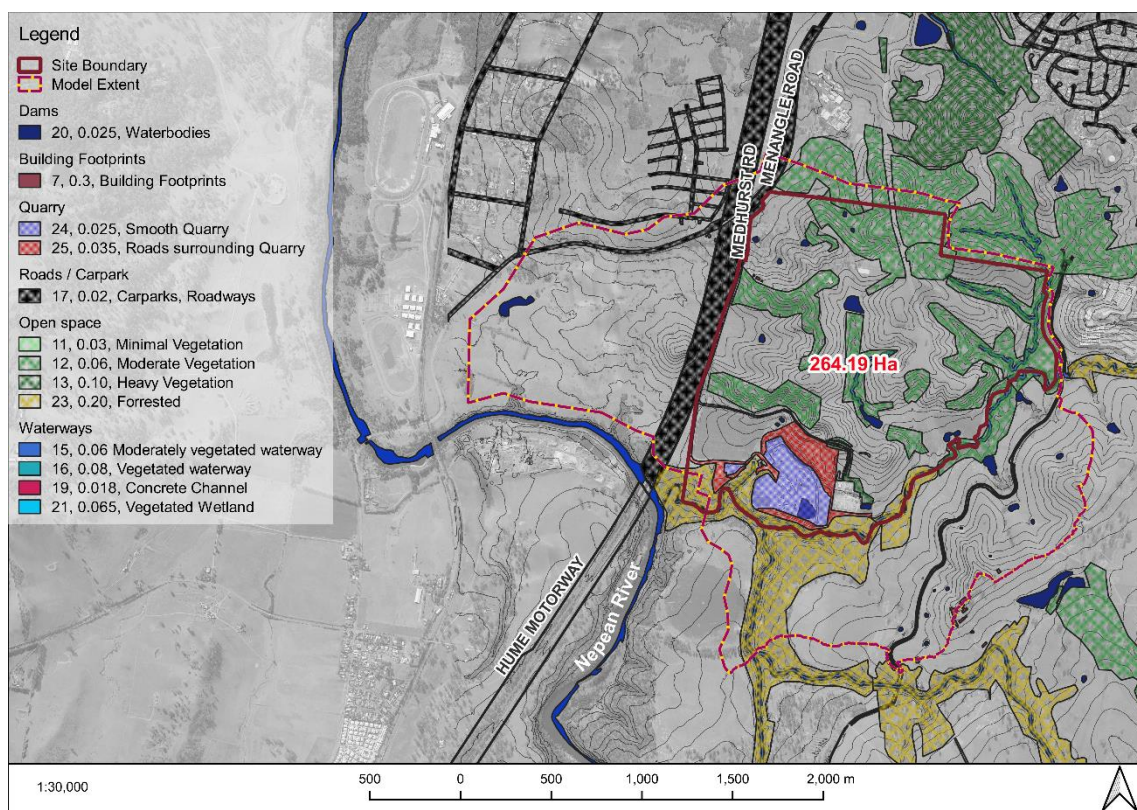 Legend
Site Boundary
Model Extent
Dams
20, 0.025, Waterbodies
Building Footprints
7, 0.3, Building Footprints
Quarry
24, 0.025, Smooth Quarry
25, 0.035, Roads surrounding Quarry
Roads / Carpark
17, 0.02, Carparks, Roadways
Open space
11, 0.03, Minimal Vegetation
12, 0.06, Moderate Vegetation
13, 0.10, Heavy Vegetation
23, 0.20, Forrested
Waterways
15, 0.06 Moderately vegetated waterway
16, 0.08, Vegetated waterway
19, 0.018, Concrete Channel
21, 0.065, Vegetated Wetland
MEDHURST RD
MENANGLE ROAD
264.19 Ha
HUME MOTORWAY
Nepean River
1:30,000
500 0 500 1,000 1,500 2,000 m